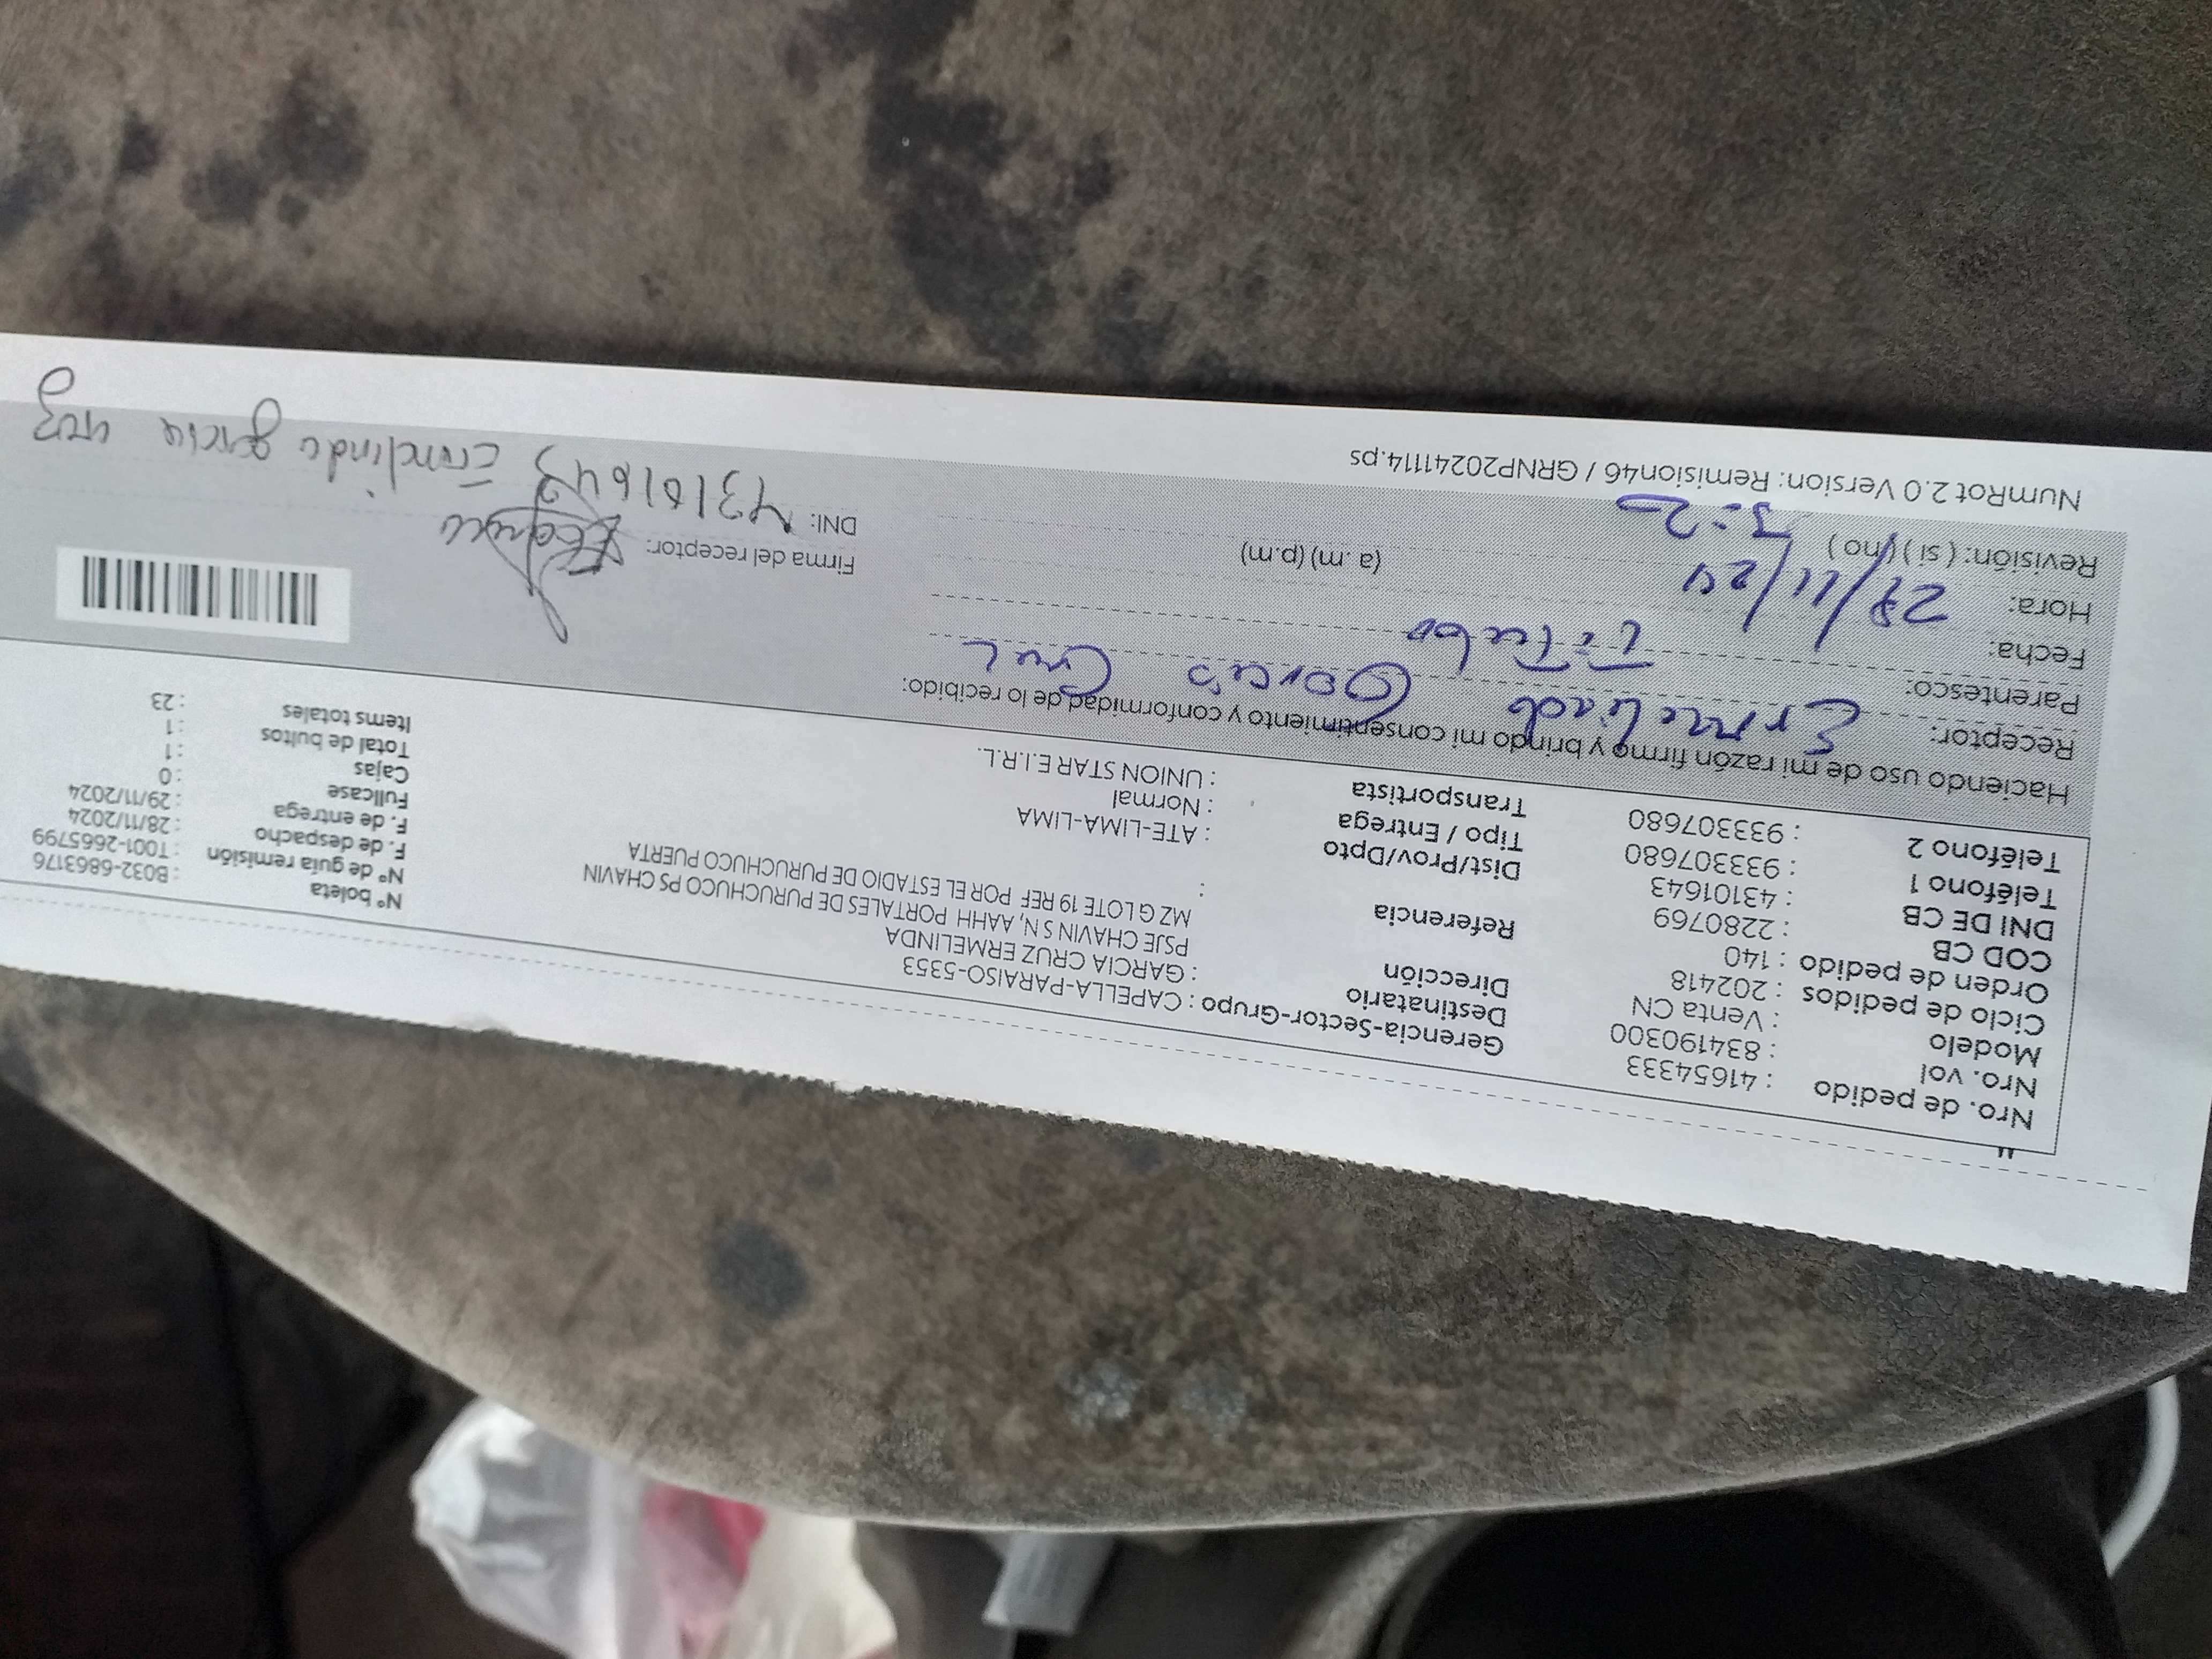 Nro. de pedido : 41654333
Nro. vol : 834190300
Modelo : Venta CN
Ciclo de pedidos : 202418
Orden de pedido : 140
COD CB : 2280769
DNI DE CB : 43101643
Teléfono 1 : 933307680
Teléfono 2 : 933307680
Gerencia-Sector-Grupo : CAPELLA-PARAISO-5353
Destinatario : GARCIA CRUZ ERMELINDA
Dirección PSJE CHAVIN S N, AAHH PORTALES DE PURUCHUCO PS CHAVIN
MZ G LOTE 19 REF POR EL ESTADIO DE PURUCHUCO PUERTA
Referencia :
Dist/Prov/Dpto : ATE-LIMA-LIMA
Tipo / Entrega : Normal
Transportista : UNION STAR E.I.R.L.
Nº boleta : B032-6863176
Nº de guía remisión : T001-2665799
F. de despacho : 28/11/2024
F. de entrega : 29/11/2024
Fullcase : 0
Cajas : 1
Total de bultos : 1
Items totales : 23
Haciendo uso de mi razón firmo y brindo mi consentimiento y conformidad de lo recibido:
Receptor:
Parentesco:
Fecha:
Hora: (a. m) (p.m)
Revisión: ( si ) ( no ) 3:20
Firma del receptor:
DNI: 43101643
NumRot 2.0 Version: Remision46 / GRNP20241114.ps